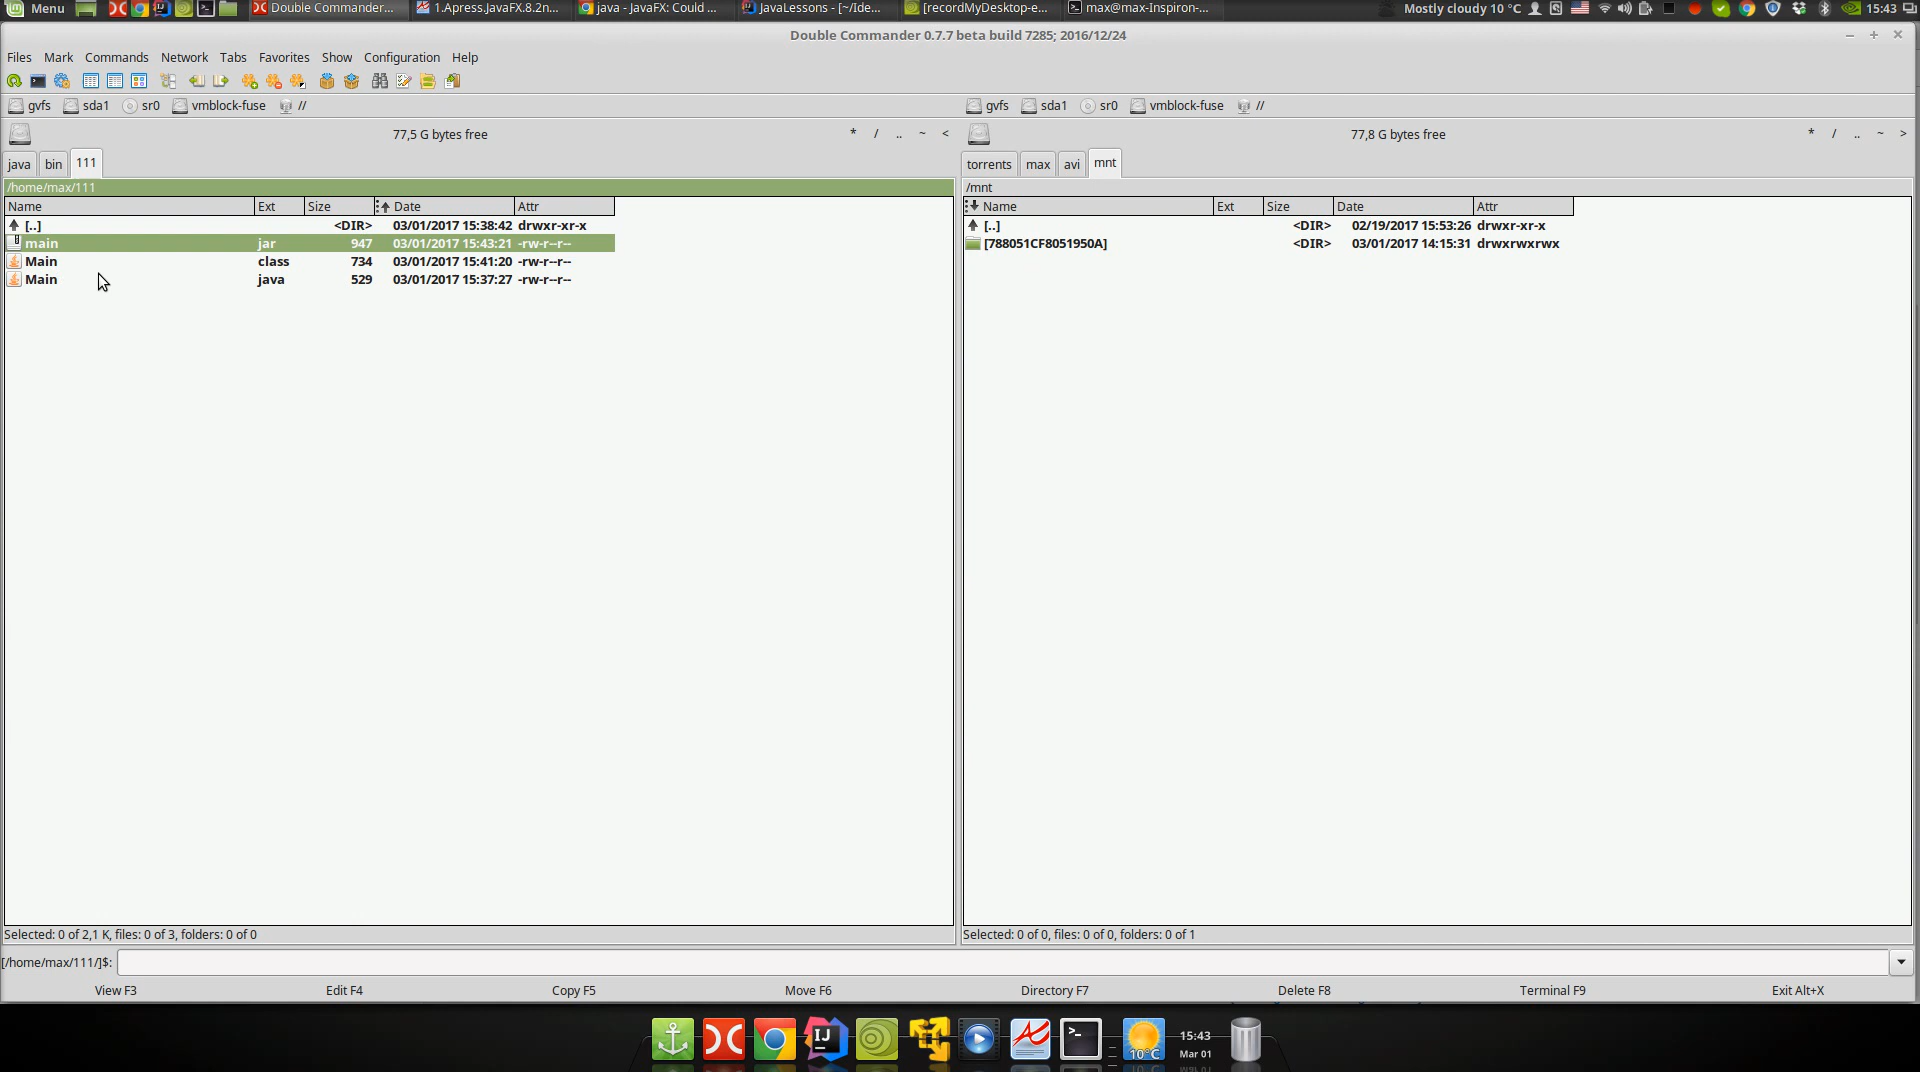 Menu Double Commander... 1.Apress.JavaFX.8.2n... java - JavaFX: Could ... JavaLessons - [~/Ide... [recordMyDesktop-e... max@max-Inspiron-... Mostly cloudy 10 °C 15:43
Double Commander 0.7.7 beta build 7285; 2016/12/24
Files Mark Commands Network Tabs Favorites Show Configuration Help
gvfs sda1 sr0 vmblock-fuse // gvfs sda1 sr0 vmblock-fuse //
77,5 G bytes free * / .. ~ < 77,8 G bytes free * / .. ~ >
java bin 111 torrents max avi mnt
/home/max/111 /mnt
Name Ext Size Date Attr Name Ext Size Date Attr
[..] <DIR> 03/01/2017 15:38:42 drwxr-xr-x [..] <DIR> 02/19/2017 15:53:26 drwxr-xr-x
main jar 947 03/01/2017 15:43:21 -rw-r--r-- [788051CF8051950A] <DIR> 03/01/2017 14:15:31 drwxrwxrwx
Main class 734 03/01/2017 15:41:20 -rw-r--r--
Main java 529 03/01/2017 15:37:27 -rw-r--r--
Selected: 0 of 2,1 K, files: 0 of 3, folders: 0 of 0 Selected: 0 of 0, files: 0 of 0, folders: 0 of 1
[/home/max/111/]$:
View F3 Edit F4 Copy F5 Move F6 Directory F7 Delete F8 Terminal F9 Exit Alt+X
IJ 10°C 15:43
Mar 01